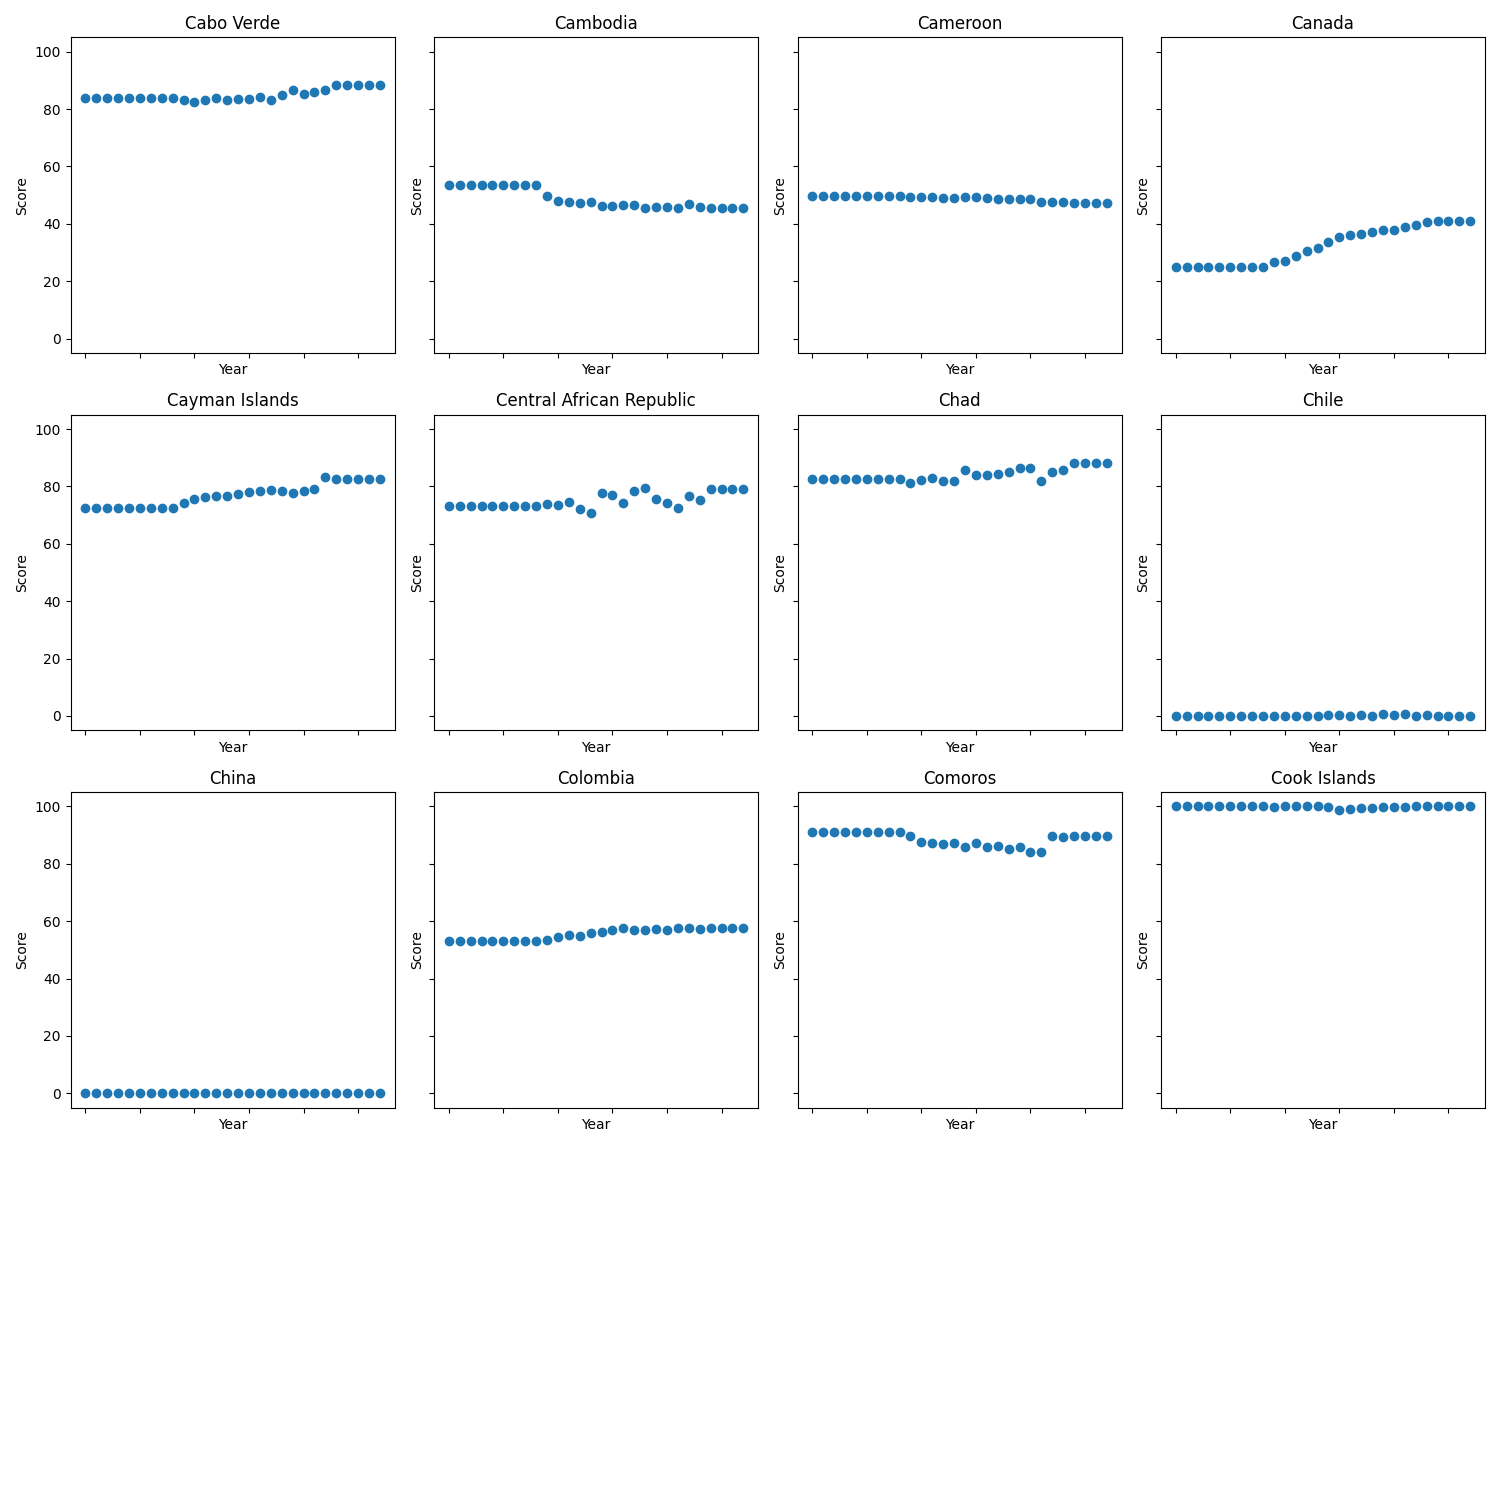 Cabo Verde Cambodia Cameroon Canada
100
80
60
40
20
0
Score Score Score Score
Year Year Year Year
Cayman Islands Central African Republic Chad Chile
100
80
60
40
20
0
Score Score Score Score
Year Year Year Year
China Colombia Comoros Cook Islands
100
80
60
40
20
0
Score Score Score Score
Year Year Year Year